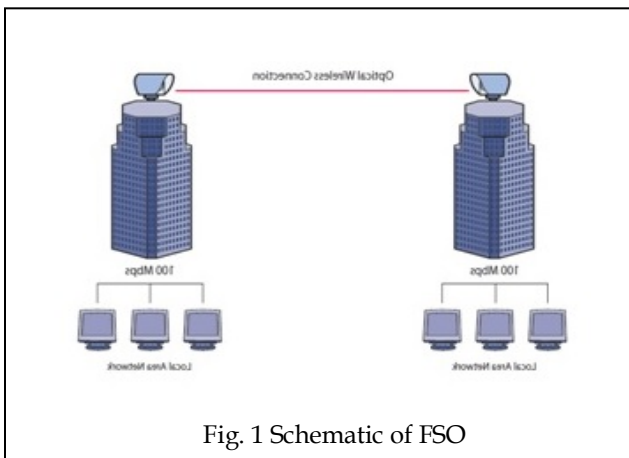 Optical Wireless Connection
100 Mbps
100 Mbps
Local Area Network
Local Area Network
Fig. 1 Schematic of FSO